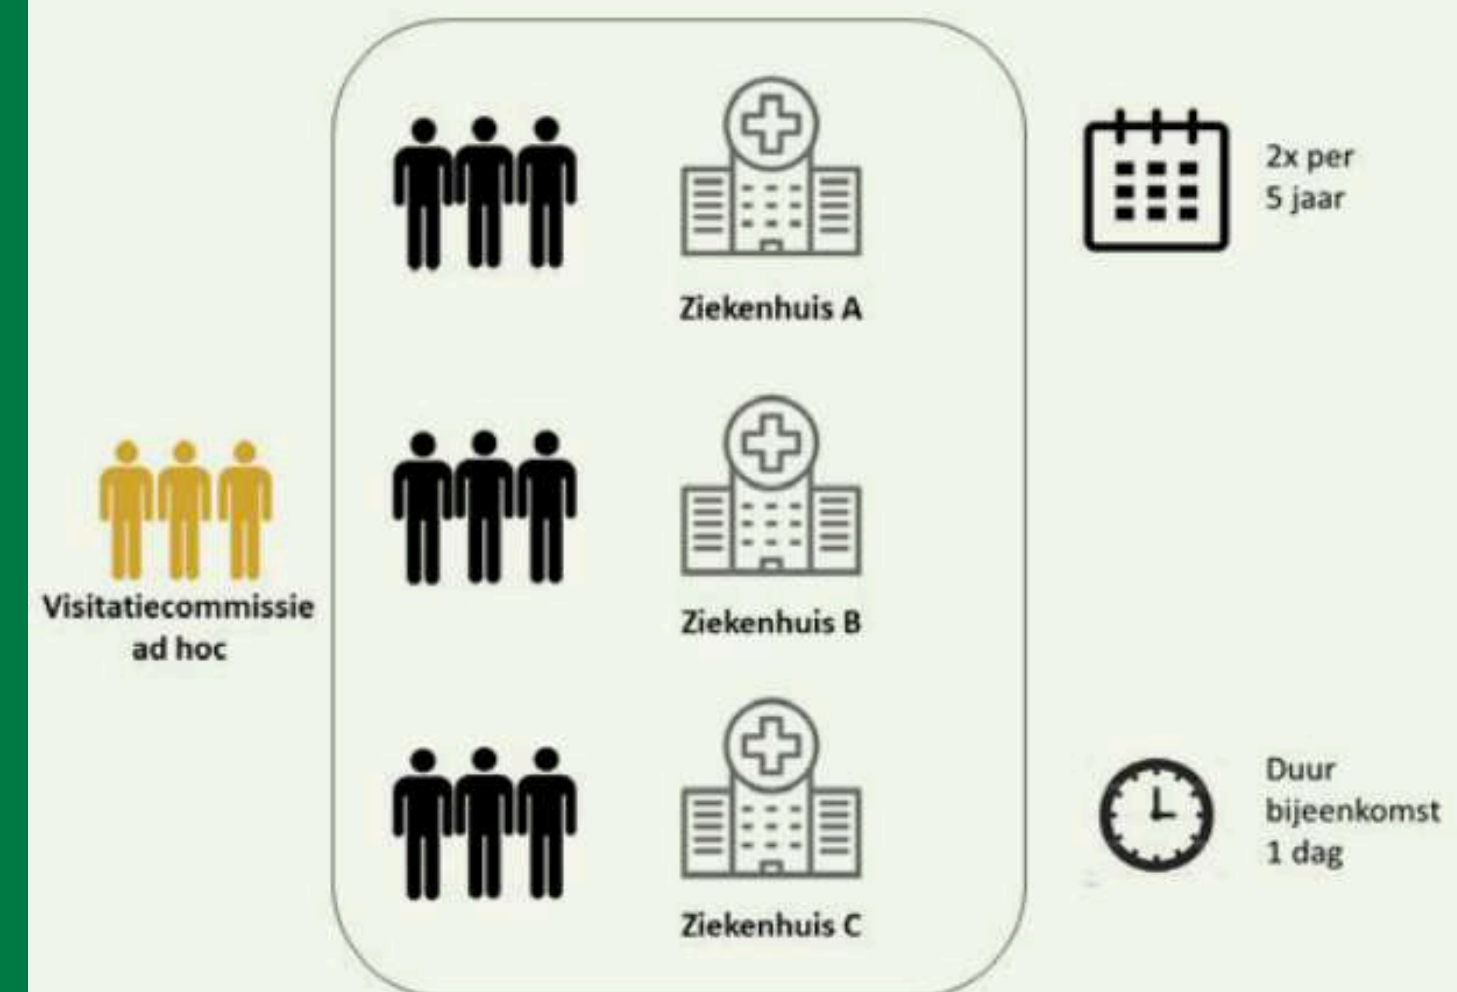 Ziekenhuis A
2x per
5 jaar
Visitatiecommissie
ad hoc
Ziekenhuis B
Ziekenhuis C
Duur
bijeenkomst
1 dag